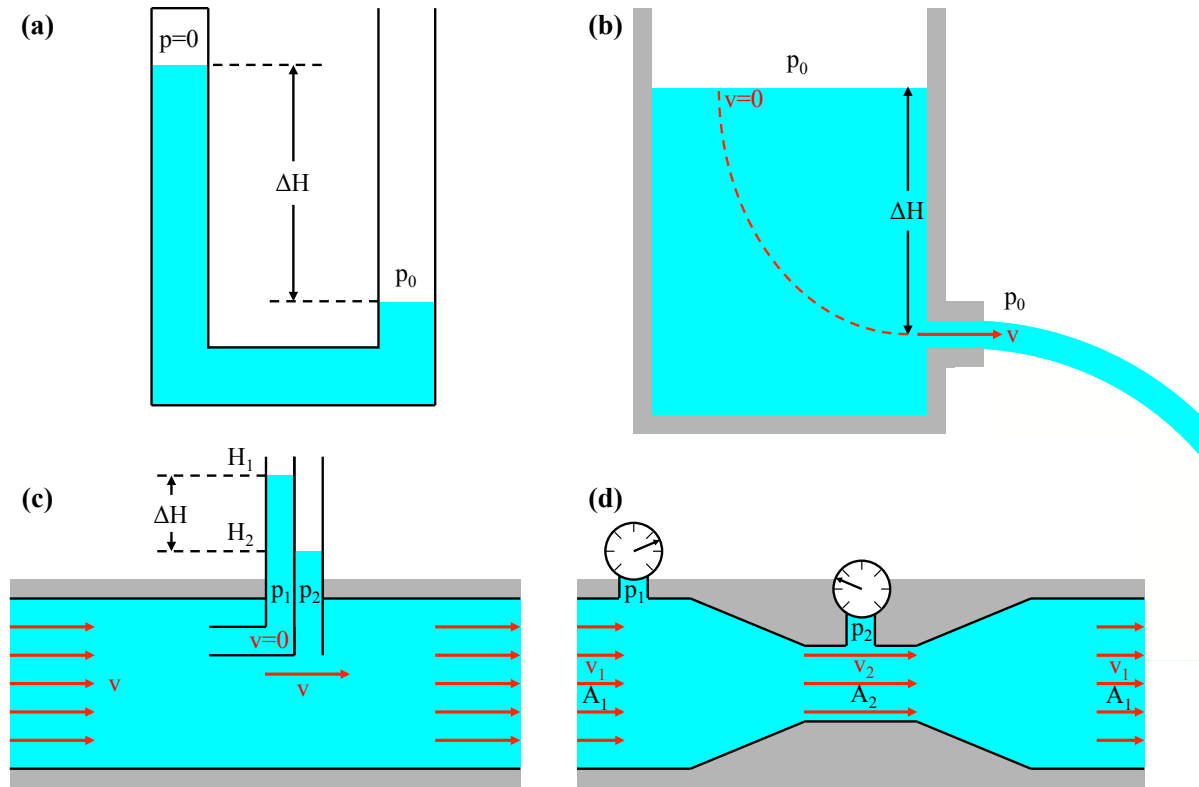 (a)
p=0
ΔH
p₀
(b)
p₀
v=0
ΔH
p₀
v
(c)
H₁
ΔH
H₂
p₁ p₂
v=0
v
v
(d)
p₁
p₂
v₁
v₂
v₁
A₁
A₂
A₁